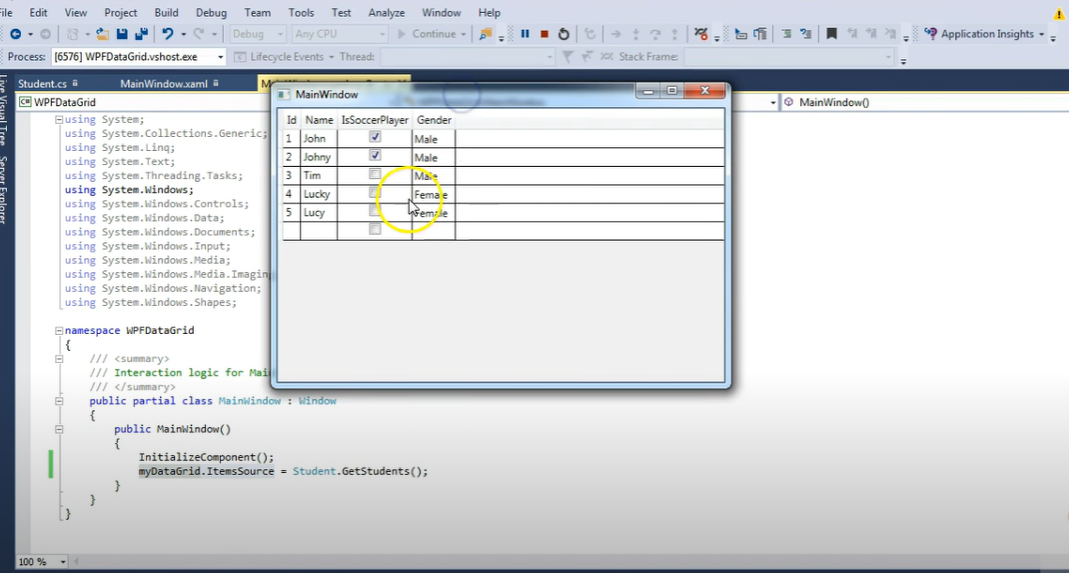 File Edit View Project Build Debug Team Tools Test Analyze Window Help
Debug Any CPU Continue Application Insights
Process: [6576] WPFDataGrid.vshost.exe Lifecycle Events Thread: Stack Frame:
Student.cs MainWindow.xaml
WPFDataGrid MainWindow()
Live Visual Tree
Server Explorer
MainWindow
Id Name IsSoccerPlayer Gender
1 John Male
2 Johny Male
3 Tim Male
4 Lucky Female
5 Lucy Female
using System;
using System.Collections.Generic;
using System.Linq;
using System.Text;
using System.Threading.Tasks;
using System.Windows;
using System.Windows.Controls;
using System.Windows.Data;
using System.Windows.Documents;
using System.Windows.Input;
using System.Windows.Media;
using System.Windows.Media.Imagin
using System.Windows.Navigation;
using System.Windows.Shapes;
namespace WPFDataGrid
{
/// <summary>
/// Interaction logic for Mai
/// </summary>
public partial class MainWindow : Window
{
public MainWindow()
{
InitializeComponent();
myDataGrid.ItemsSource = Student.GetStudents();
}
}
}
100 %